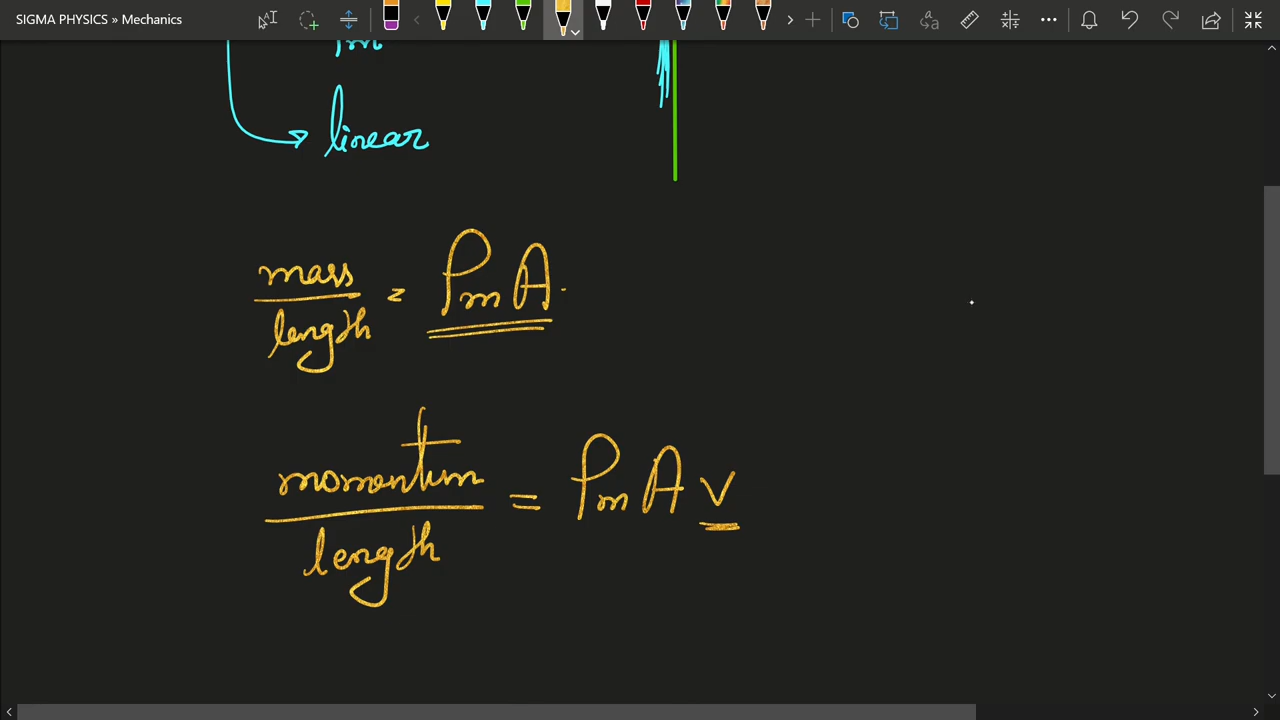 SIGMA PHYSICS » Mechanics
linear
mass
length = ρₘ A
momentum
length = ρₘ A v